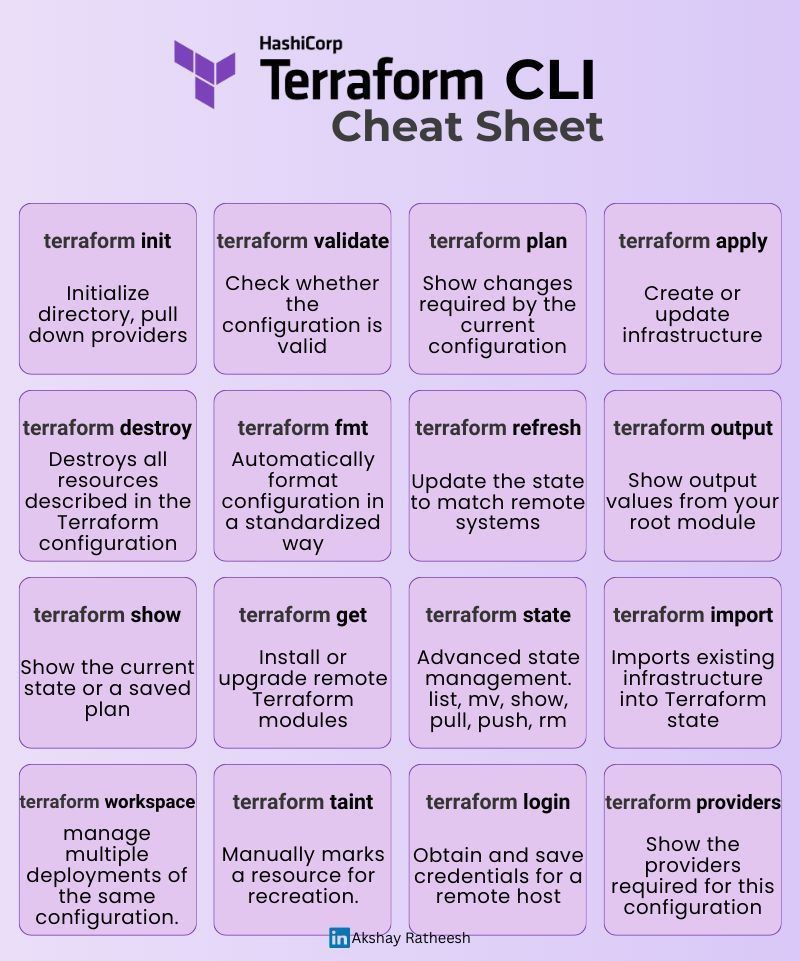 HashiCorp
Terraform CLI
Cheat Sheet
terraform init
Initialize
directory, pull
down providers
terraform validate
Check whether
the
configuration is
valid
terraform plan
Show changes
required by the
current
configuration
terraform apply
Create or
update
infrastructure
terraform destroy
Destroys all
resources
described in the
Terraform
configuration
terraform fmt
Automatically
format
configuration in
a standardized
way
terraform refresh
Update the state
to match remote
systems
terraform output
Show output
values from your
root module
terraform show
Show the current
state or a saved
plan
terraform get
Install or
upgrade remote
Terraform
modules
terraform state
Advanced state
management.
list, mv, show,
pull, push, rm
terraform import
Imports existing
infrastructure
into Terraform
state
terraform workspace
manage
multiple
deployments of
the same
configuration.
terraform taint
Manually marks
a resource for
recreation.
terraform login
Obtain and save
credentials for a
remote host
terraform providers
Show the
providers
required for this
configuration
in Akshay Ratheesh